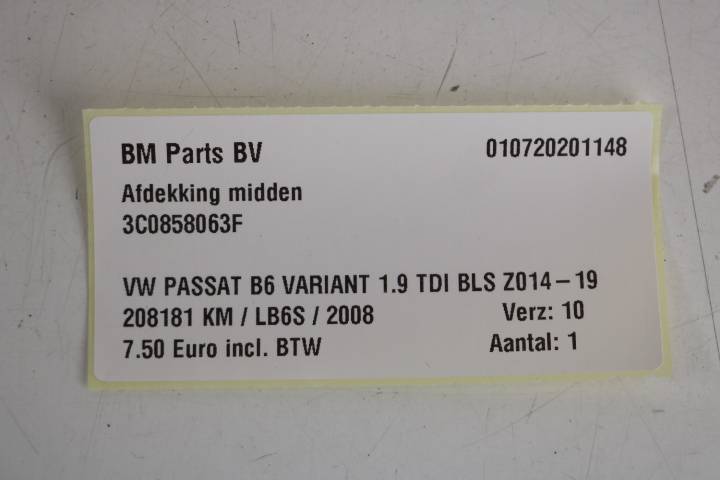 BM Parts BV 010720201148
Afdekking midden
3C0858063F
VW PASSAT B6 VARIANT 1.9 TDI BLS Z014-19
208181 KM / LB6S / 2008 Verz: 10
7.50 Euro incl. BTW Aantal: 1